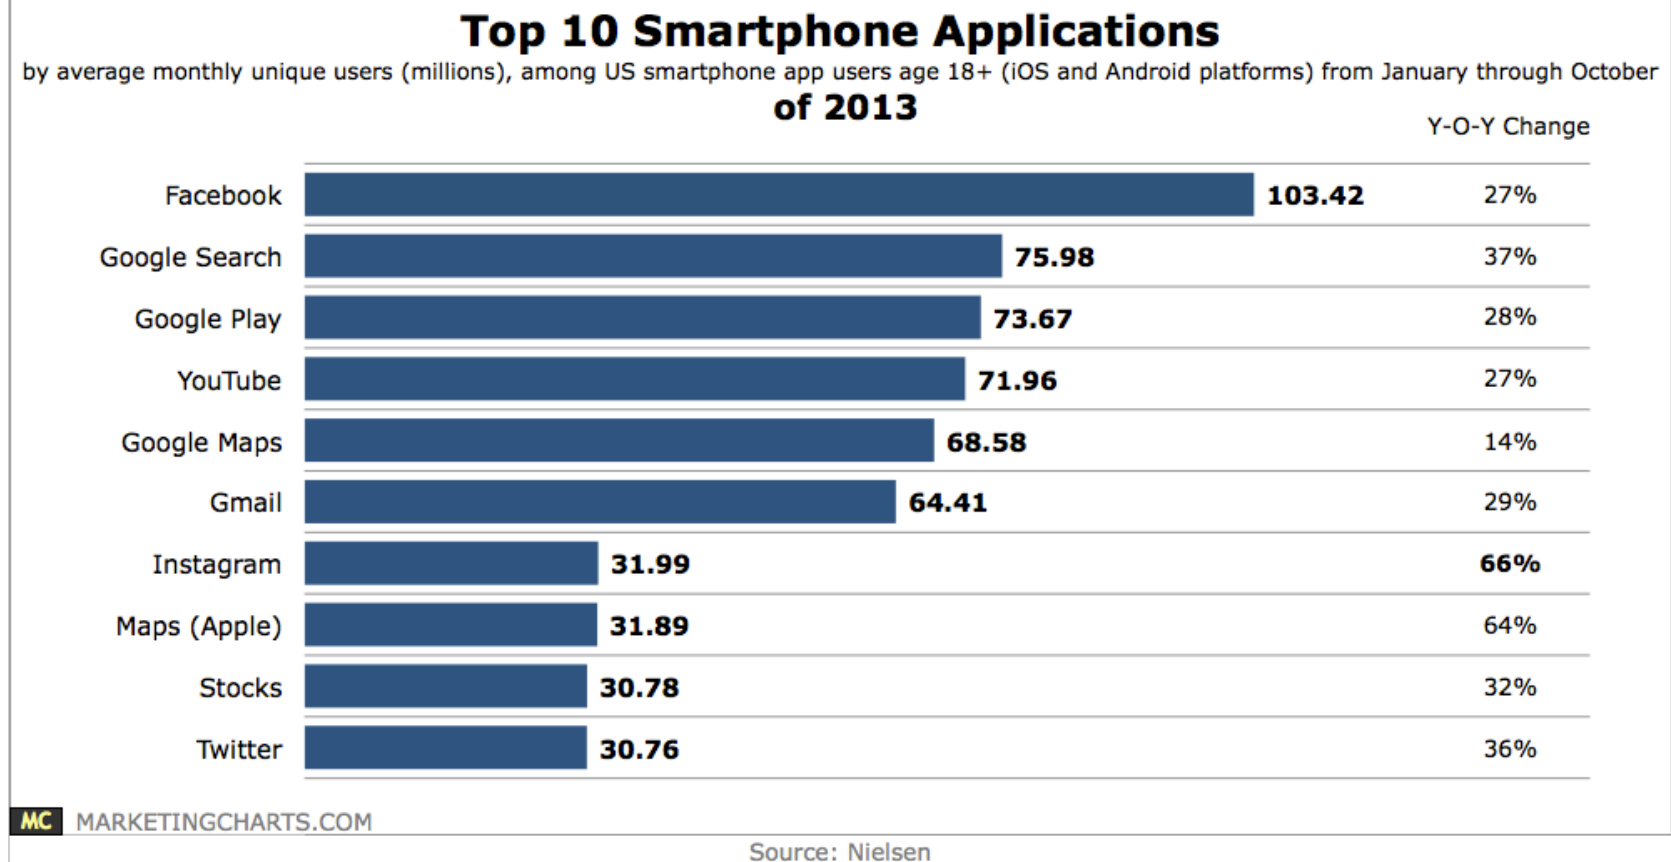 Top 10 Smartphone Applications
by average monthly unique users (millions), among US smartphone app users age 18+ (iOS and Android platforms) from January through October
of 2013
Y-O-Y Change
Facebook 103.42 27%
Google Search 75.98 37%
Google Play 73.67 28%
YouTube 71.96 27%
Google Maps 68.58 14%
Gmail 64.41 29%
Instagram 31.99 66%
Maps (Apple) 31.89 64%
Stocks 30.78 32%
Twitter 30.76 36%
MC MARKETINGCHARTS.COM
Source: Nielsen